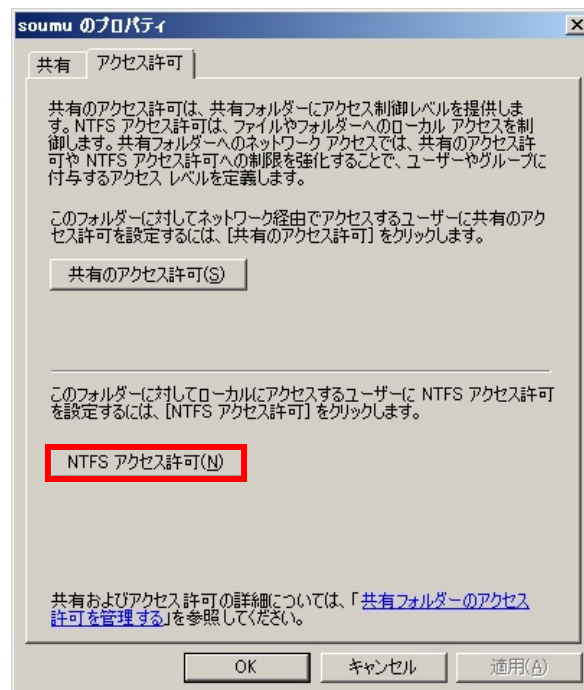 soumu のプロパティ
共有 アクセス許可
共有のアクセス許可は、共有フォルダーにアクセス制御レベルを提供しま
す。NTFS アクセス許可は、ファイルやフォルダーへのローカル アクセスを制
御します。共有フォルダーへのネットワーク アクセスでは、共有のアクセス許
可や NTFS アクセス許可への制限を強化することで、ユーザーやグループに
付与するアクセス レベルを定義します。
このフォルダーに対してネットワーク経由でアクセスするユーザーに共有のアク
セス許可を設定するには、[共有のアクセス許可] をクリックします。
共有のアクセス許可(S)
このフォルダーに対してローカルにアクセスするユーザーに NTFS アクセス許可
を設定するには、[NTFS アクセス許可] をクリックします。
NTFS アクセス許可(N)
共有およびアクセス許可の詳細については、「共有フォルダーのアクセス
許可を管理する」を参照してください。
OK キャンセル 適用(A)